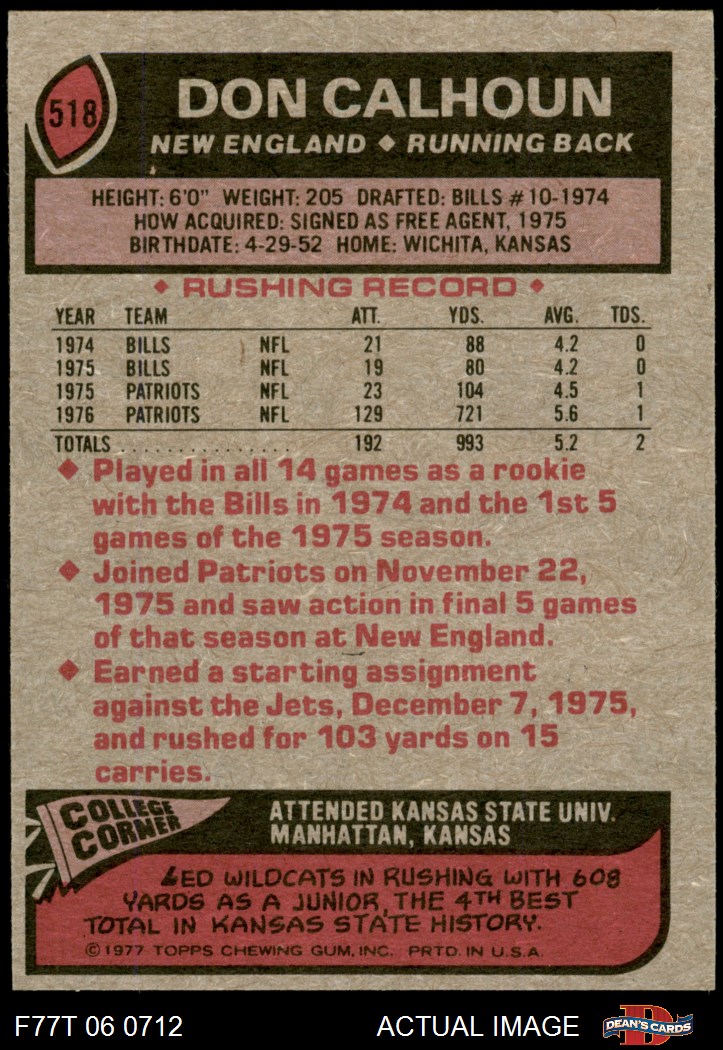 518
DON CALHOUN
NEW ENGLAND ◆ RUNNING BACK
HEIGHT: 6'0" WEIGHT: 205 DRAFTED: BILLS #10-1974
HOW ACQUIRED: SIGNED AS FREE AGENT, 1975
BIRTHDATE: 4-29-52 HOME: WICHITA, KANSAS
◆ RUSHING RECORD ◆
YEAR TEAM ATT. YDS. AVG. TDS.
1974 BILLS NFL 21 88 4.2 0
1975 BILLS NFL 19 80 4.2 0
1975 PATRIOTS NFL 23 104 4.5 1
1976 PATRIOTS NFL 129 721 5.6 1
TOTALS . . . . . . . . . . . . . . . 192 993 5.2 2
◆ Played in all 14 games as a rookie
with the Bills in 1974 and the 1st 5
games of the 1975 season.
◆ Joined Patriots on November 22,
1975 and saw action in final 5 games
of that season at New England.
◆ Earned a starting assignment
against the Jets, December 7, 1975,
and rushed for 103 yards on 15
carries.
COLLEGE
CORNER
ATTENDED KANSAS STATE UNIV.
MANHATTAN, KANSAS
LED WILDCATS IN RUSHING WITH 608
YARDS AS A JUNIOR, THE 4TH BEST
TOTAL IN KANSAS STATE HISTORY.
©1977 TOPPS CHEWING GUM, INC. PRTD. IN U.S.A.
F77T 06 0712 ACTUAL IMAGE
D
DEAN'S CARDS